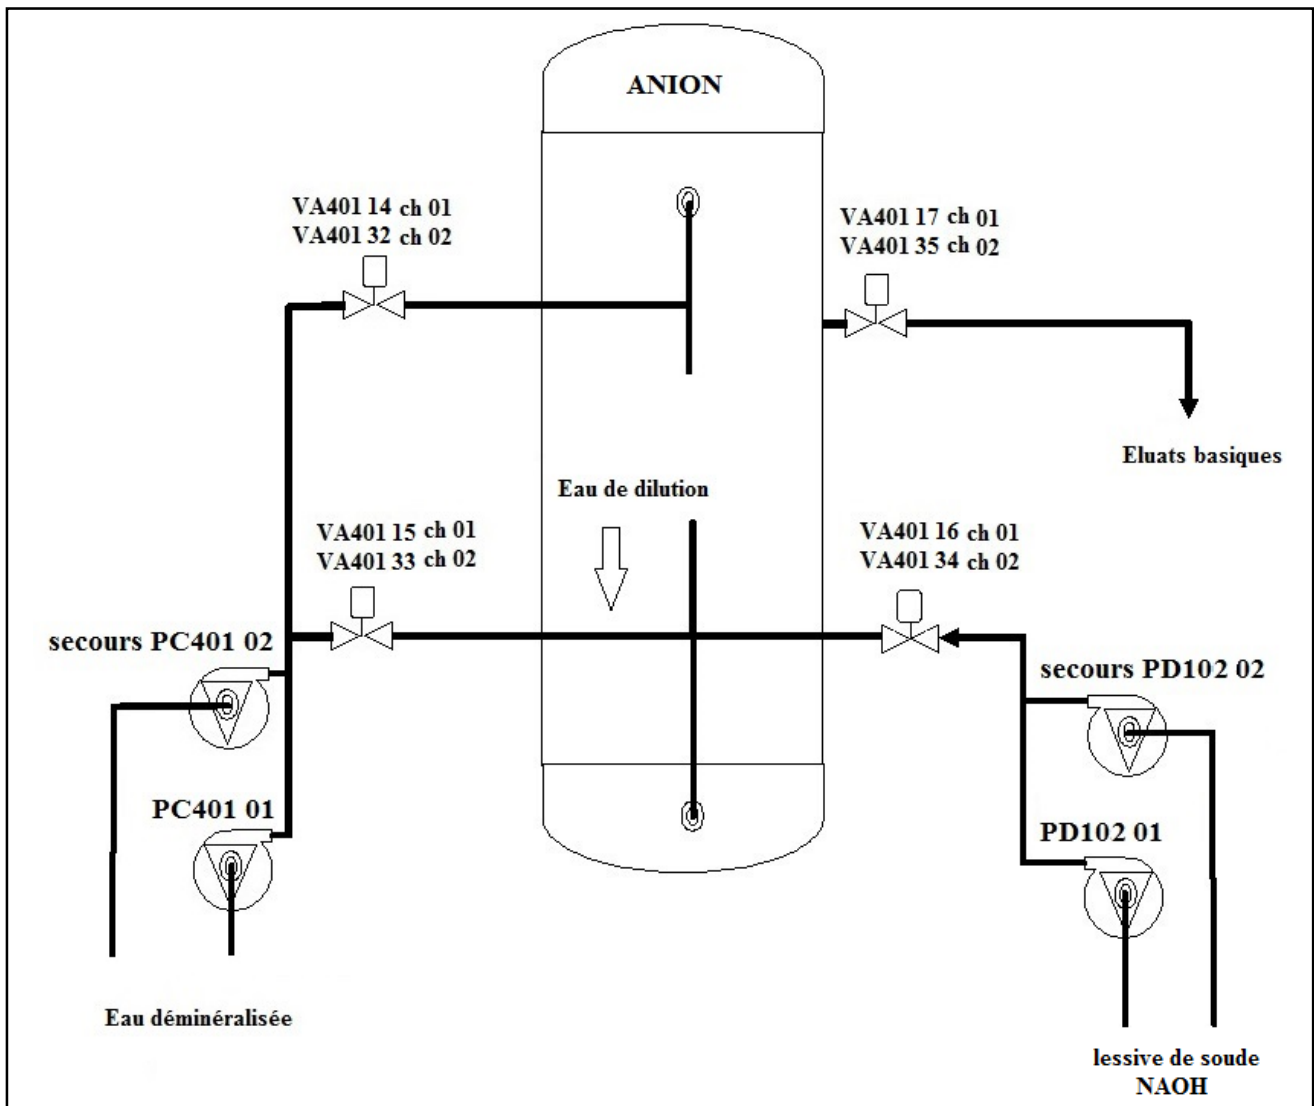 ANION
VA401 14 ch 01
VA401 32 ch 02
VA401 17 ch 01
VA401 35 ch 02
Eluats basiques
Eau de dilution
VA401 15 ch 01
VA401 33 ch 02
VA401 16 ch 01
VA401 34 ch 02
secours PC401 02
secours PD102 02
PC401 01
PD102 01
Eau déminéralisée
lessive de soude
NAOH